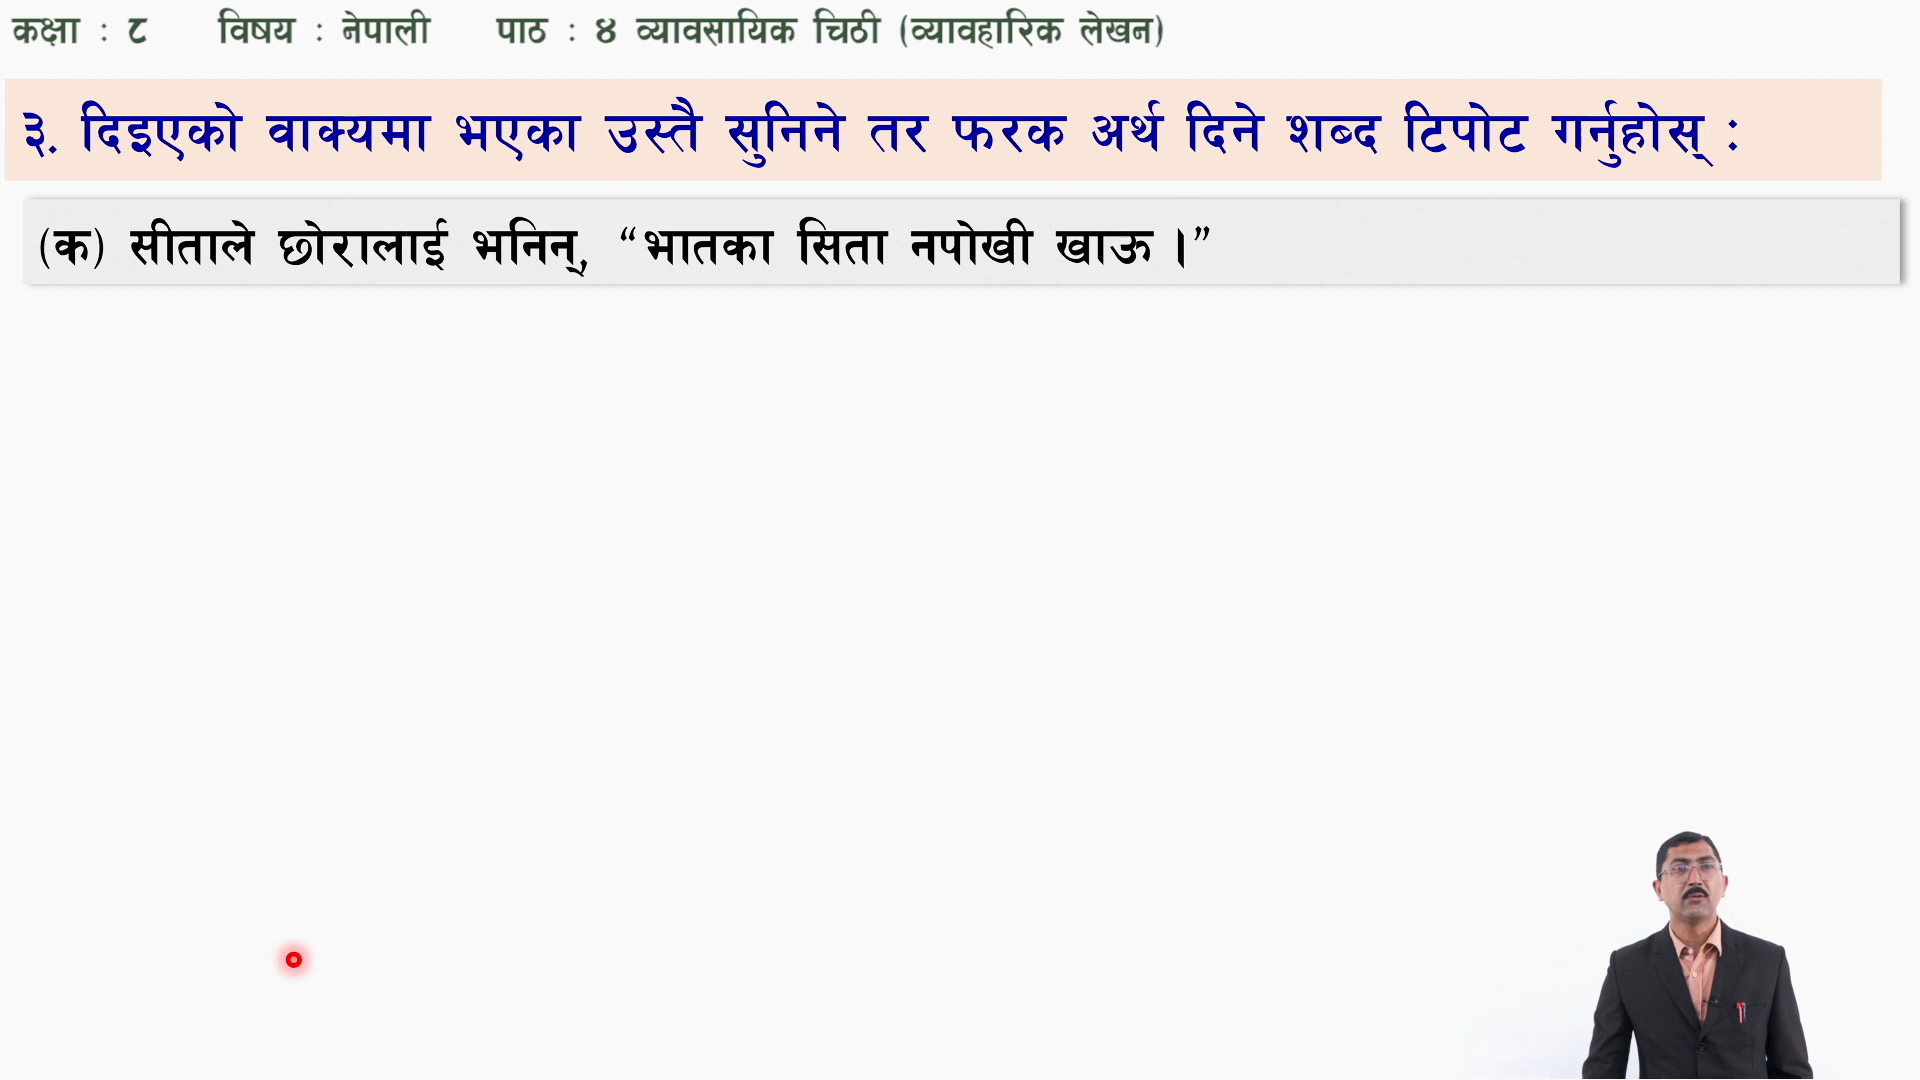 कक्षा : ८ विषय : नेपाली पाठ : ४ व्यावसायिक चिठी (व्यावहारिक लेखन)
३. दिइएको वाक्यमा भएका उस्तै सुनिने तर फरक अर्थ दिने शब्द टिपोट गर्नुहोस् :
(क) सीताले छोरालाई भनिन्, “भातका सिता नपोखी खाऊ ।”